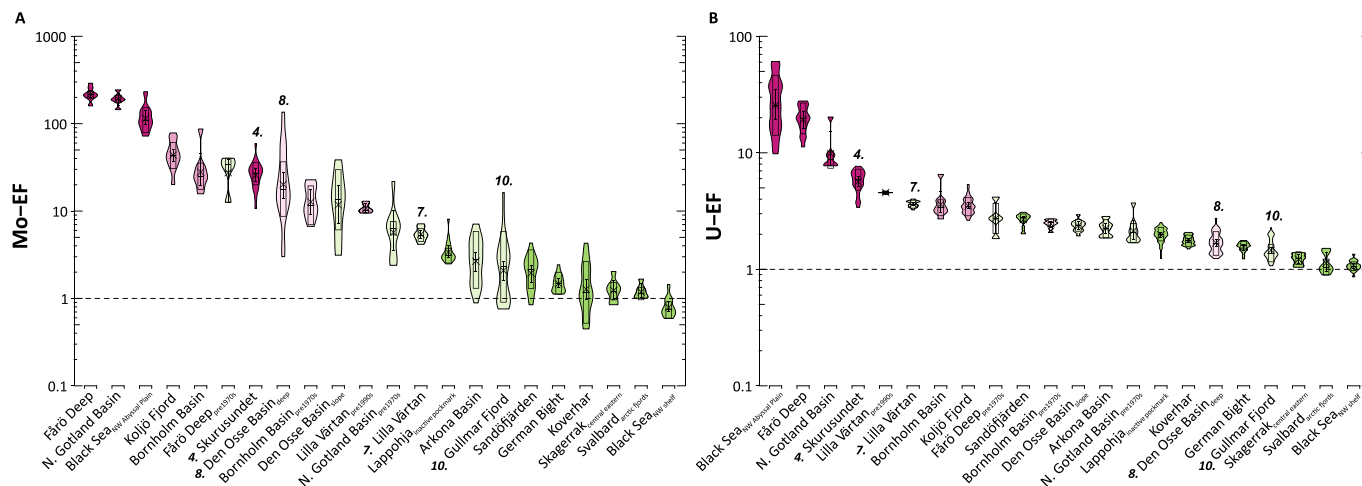 A
Mo–EF
1000
100
10
1
0.1
8.
4.
7.
10.
Fårö Deep
N. Gotland Basin
Black Sea NW Abyssal Plain
Koljö Fjord
Bornholm Basin
Fårö Deep pre1970s
4. Skurusundet
8. Den Osse Basin deep
Bornholm Basin pre1970s
Den Osse Basin slope
Lilla Värtan pre1990s
N. Gotland Basin pre1970s
7. Lilla Värtan
Lappohja inactive pockmark
Arkona Basin
10. Gullmar Fjord
Sandöfjärden
German Bight
Koverhar
Skagerrak central eastern
Svalbard arctic fjords
Black Sea NW shelf
B
U–EF
100
10
1
0.1
4.
7.
8.
10.
Black Sea NW Abyssal Plain
Fårö Deep
N. Gotland Basin
4. Skurusundet
Lilla Värtan pre1990s
7. Lilla Värtan
Bornholm Basin
Koljö Fjord
Fårö Deep pre1970s
Sandöfjärden
Bornholm Basin pre1970s
Den Osse Basin slope
Arkona Basin
N. Gotland Basin pre1970s
Lappohja inactive pockmark
Koverhar
8. Den Osse Basin deep
German Bight
10. Gullmar Fjord
Skagerrak central eastern
Svalbard arctic fjords
Black Sea NW shelf